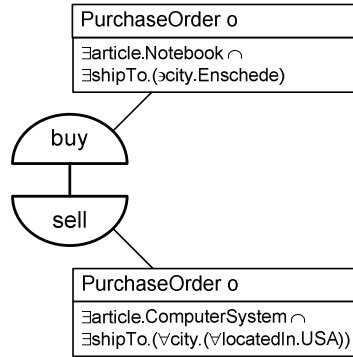 PurchaseOrder o
∃article.Notebook ∩
∃shipTo.(∍city.Enschede)
buy
sell
PurchaseOrder o
∃article.ComputerSystem ∩
∃shipTo.(∀city.(∀locatedIn.USA))